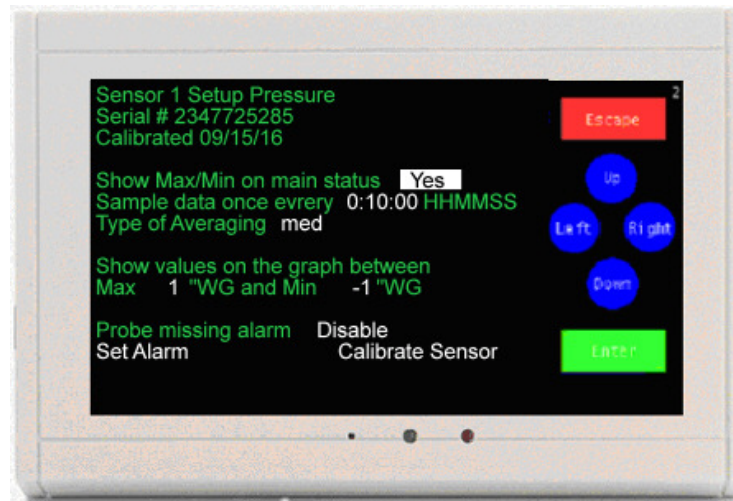 Sensor 1 Setup Pressure
Serial # 2347725285
Calibrated 09/15/16
Show Max/Min on main status Yes
Sample data once evrery 0:10:00 HHMMSS
Type of Averaging med
Show values on the graph between
Max 1 "WG and Min -1 "WG
Probe missing alarm Disable
Set Alarm Calibrate Sensor
2
Escape
Up
Left Right
Down
Enter